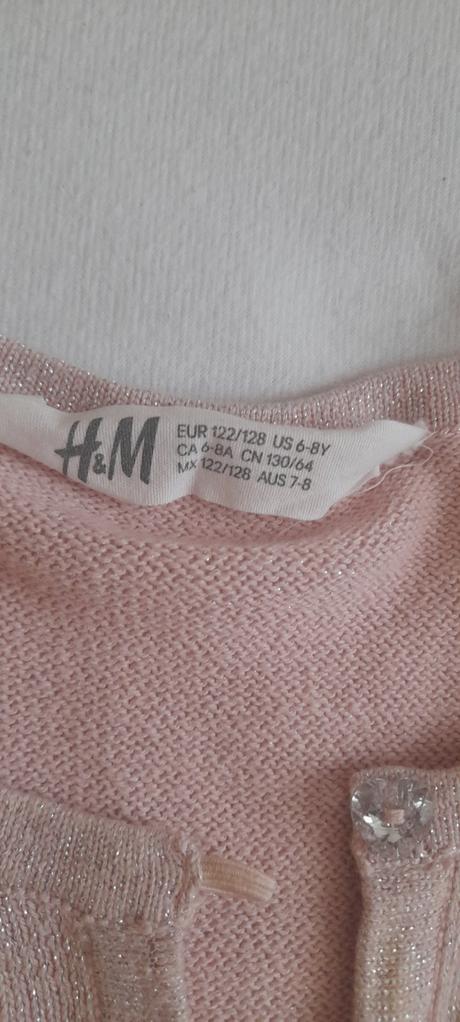 H&M
EUR 122/128 US 6-8Y
CA 6-8A CN 130/64
MX 122/128 AUS 7-8